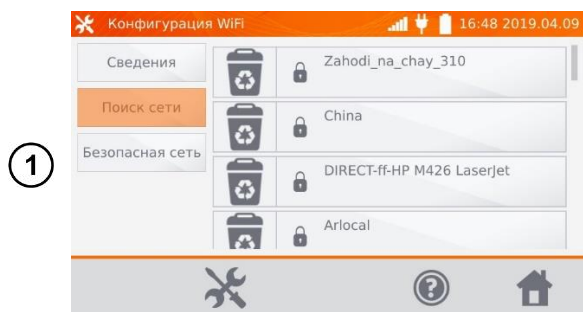 Конфигурация WiFi 16:48 2019.04.09
Сведения
Поиск сети
Безопасная сеть
Zahodi_na_chay_310
China
DIRECT-ff-HP M426 LaserJet
Arlocal
1
?